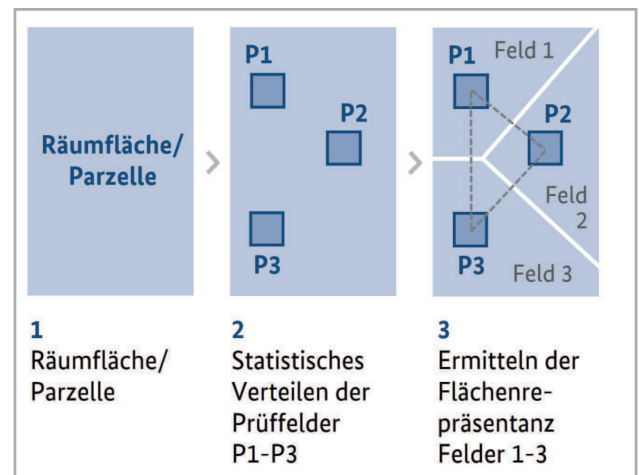 Räumfläche/
Parzelle
P1
P2
P3
P1
Feld 1
P2
Feld
2
P3
Feld 3
1
Räumfläche/
Parzelle
2
Statistisches
Verteilen der
Prüffelder
P1-P3
3
Ermitteln der
Flächenre-
präsentanz
Felder 1-3